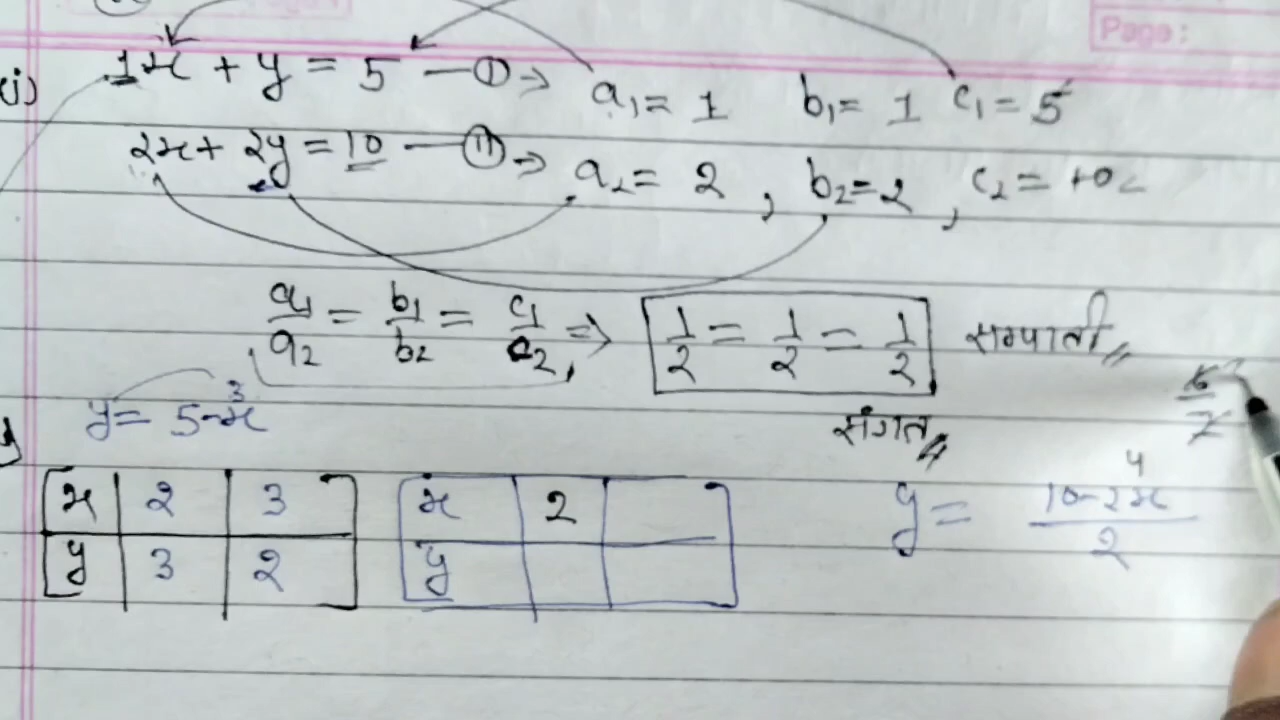 Page:
(i) 1x + y = 5 —(I)→ a₁ = 1 b₁ = 1 c₁ = 5
2x + 2y = 10 —(II)→ a₂ = 2 , b₂ = 2 , c₂ = 10
a₁/a₂ = b₁/b₂ = c₁/c₂ ⇒ 1/2 = 1/2 = 1/2 सम्पाती
संगत
3
y = 5-x
4
x 2 3 x 2 y = 10-2x/2
y 3 2 y